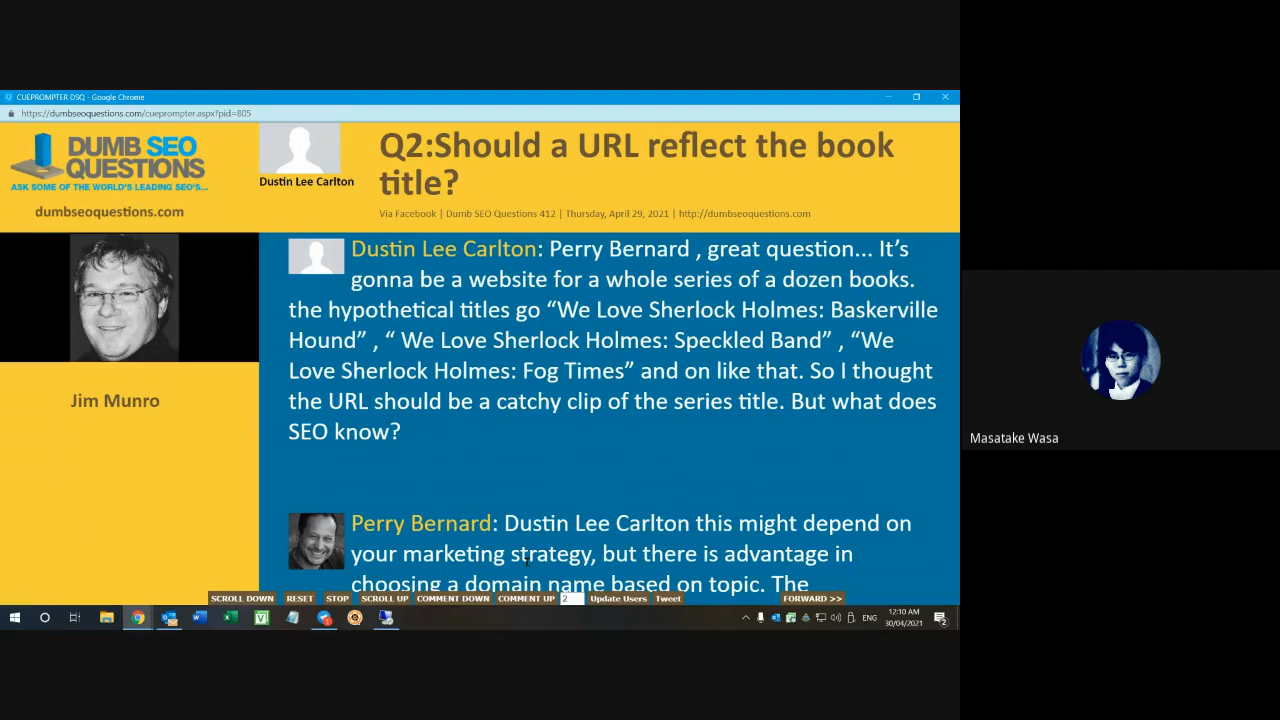 CUEPROMPTER DSQ - Google Chrome
https://dumbseoquestions.com/cueprompter.aspx?pid=805
DUMB SEO
QUESTIONS
ASK SOME OF THE WORLD'S LEADING SEO'S...
dumbseoquestions.com
Dustin Lee Carlton
Q2:Should a URL reflect the book
title?
Via Facebook | Dumb SEO Questions 412 | Thursday, April 29, 2021 | http://dumbseoquestions.com
Jim Munro
Dustin Lee Carlton: Perry Bernard , great question... It's
gonna be a website for a whole series of a dozen books.
the hypothetical titles go “We Love Sherlock Holmes: Baskerville
Hound” , “ We Love Sherlock Holmes: Speckled Band” , “We
Love Sherlock Holmes: Fog Times” and on like that. So I thought
the URL should be a catchy clip of the series title. But what does
SEO know?
Perry Bernard: Dustin Lee Carlton this might depend on
your marketing strategy, but there is advantage in
choosing a domain name based on topic. The
SCROLL DOWN RESET STOP SCROLL UP COMMENT DOWN COMMENT UP 2 Update Users Tweet FORWARD >>
ENG
12:10 AM
30/04/2021
2
Masatake Wasa